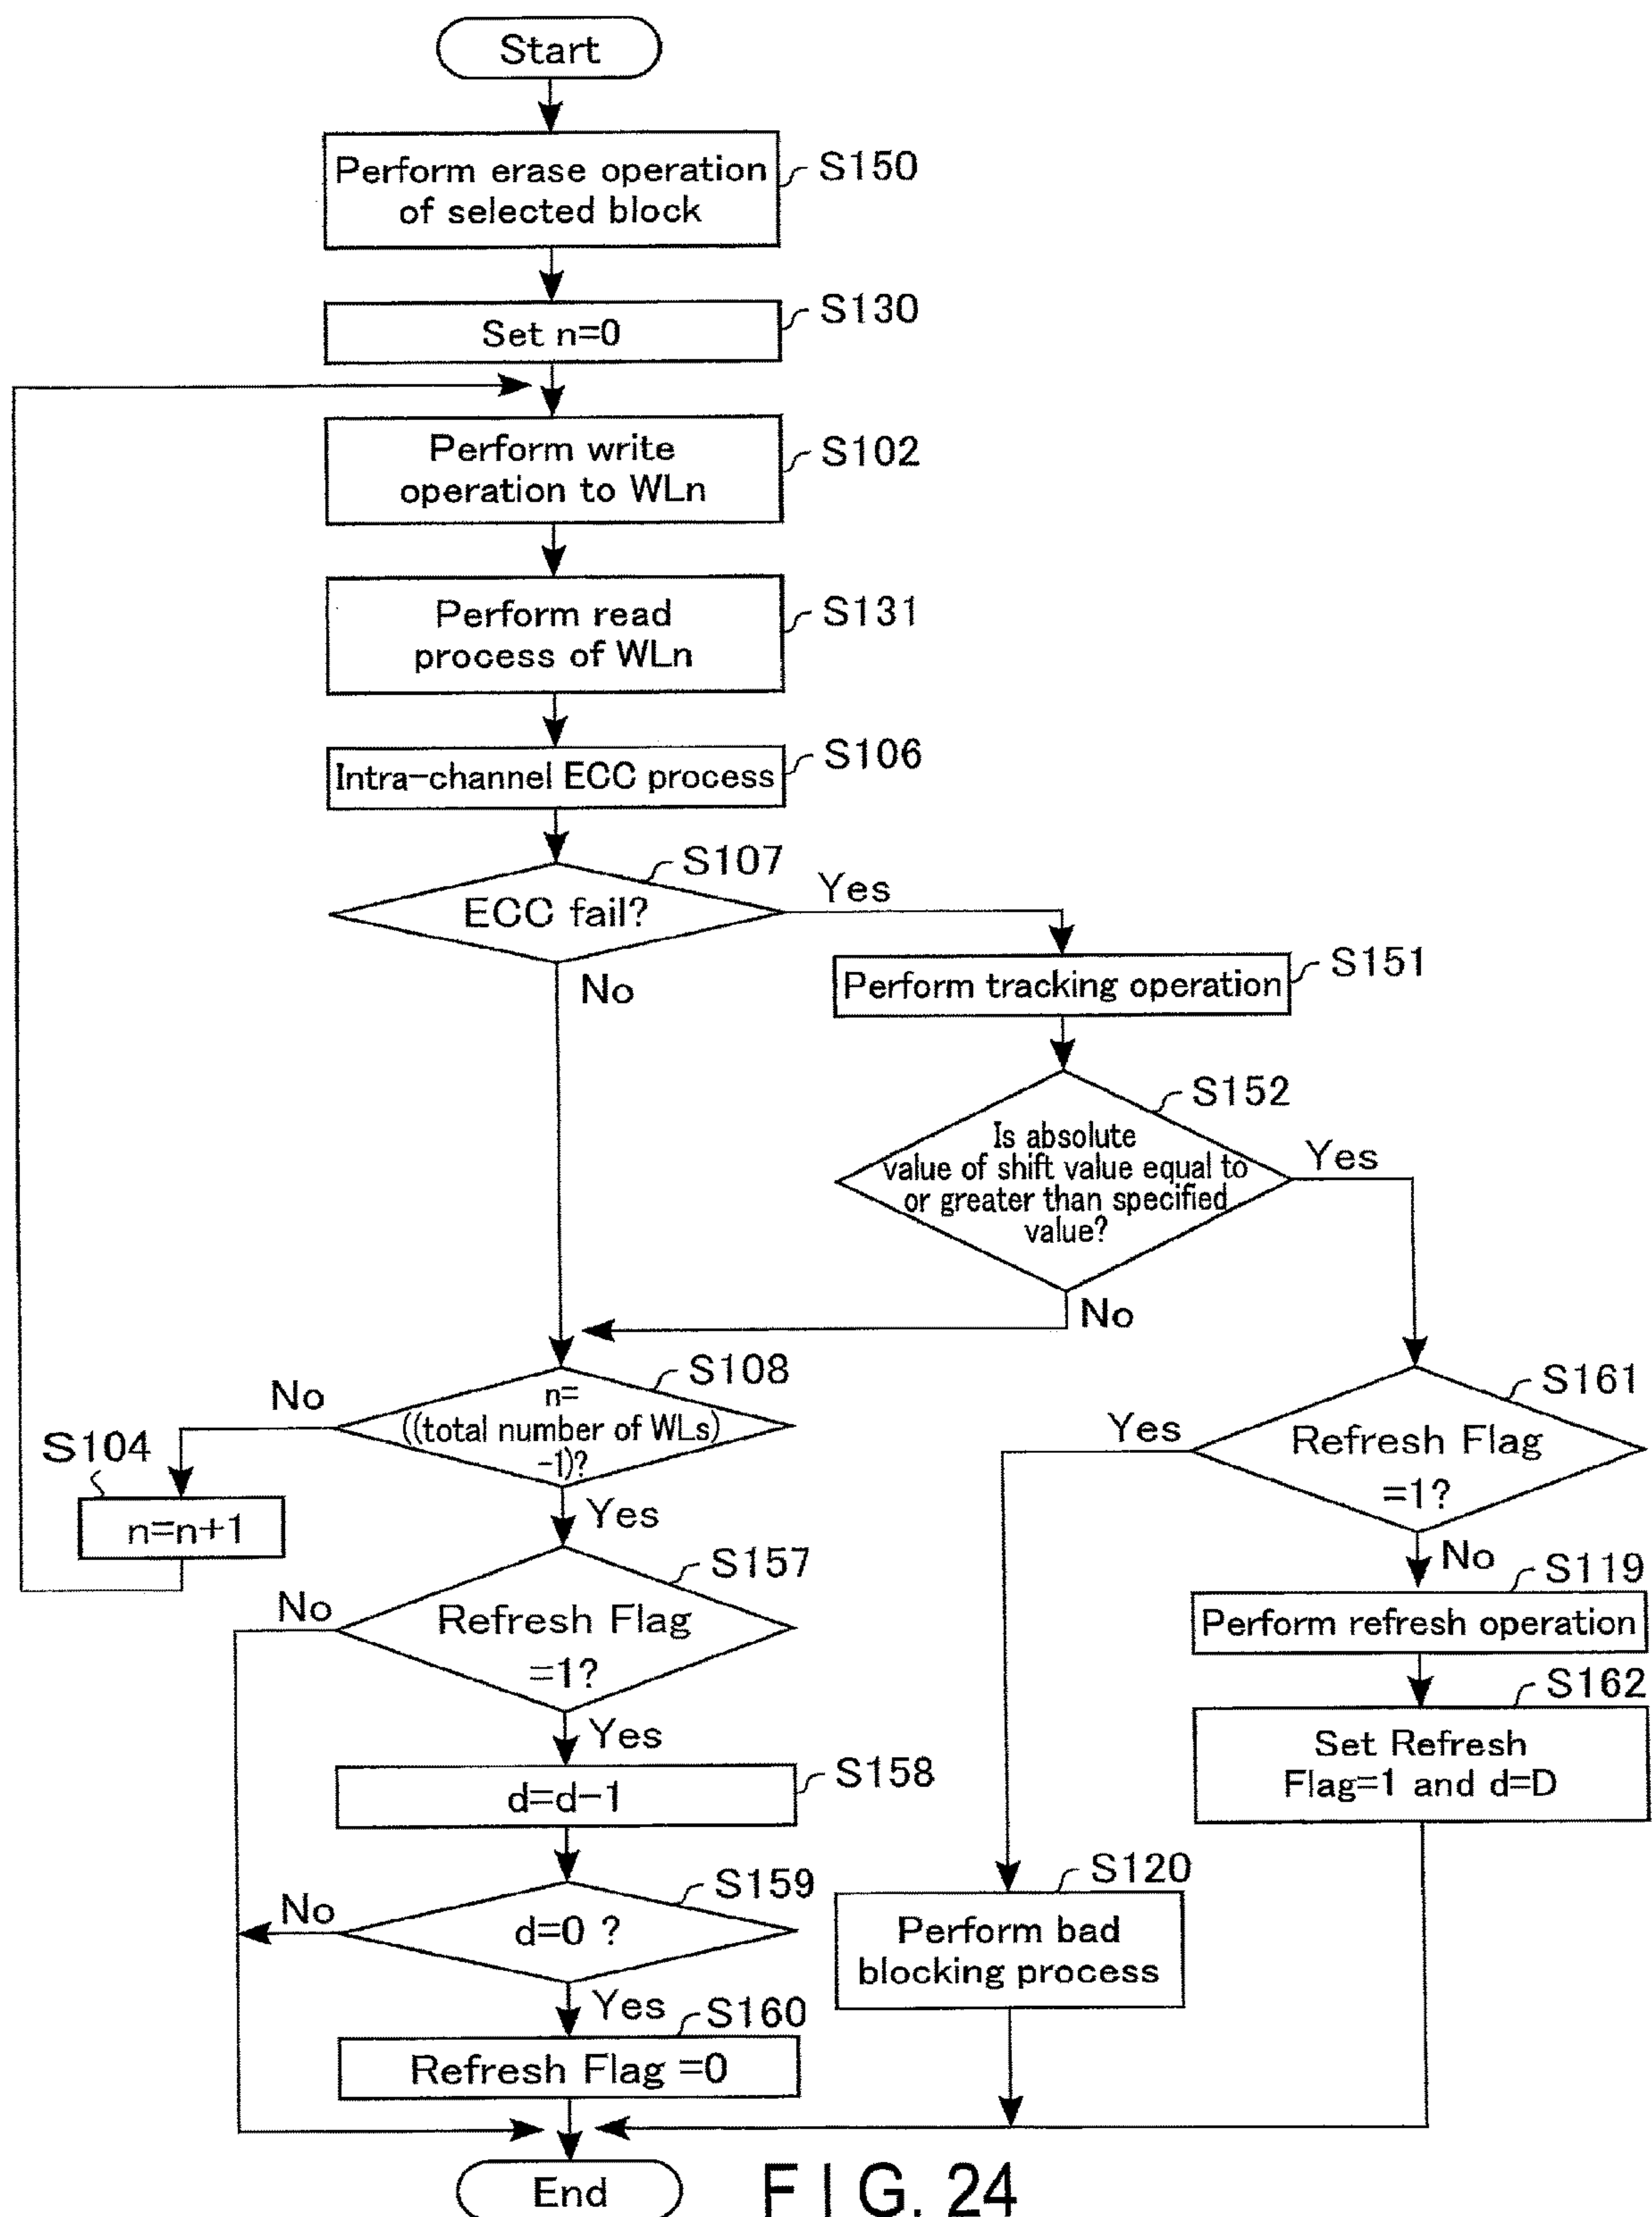 Start
Perform erase operation
of selected block
S150
Set n=0
S130
Perform write
operation to WLn
S102
Perform read
process of WLn
S131
Intra-channel ECC process
S106
ECC fail?
S107
Yes
No
Perform tracking operation
S151
Is absolute
value of shift value equal to
or greater than specified
value?
S152
Yes
No
n=
((total number of WLs)
-1)?
S108
No
Yes
S104
n=n+1
Refresh Flag
=1?
S161
Yes
No
Refresh Flag
=1?
S157
No
Yes
Perform refresh operation
S119
Set Refresh
Flag=1 and d=D
S162
d=d-1
S158
d=0 ?
S159
No
Yes
Perform bad
blocking process
S120
Refresh Flag =0
S160
End
FIG. 24